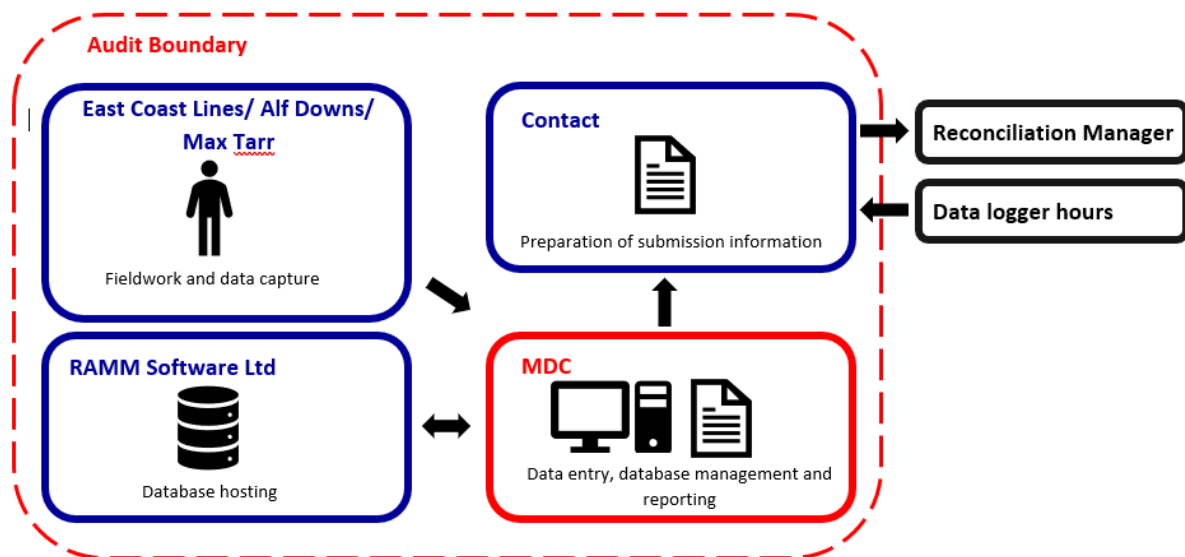 Audit Boundary
East Coast Lines/ Alf Downs/
Max Tarr
Fieldwork and data capture
Contact
Preparation of submission information
Reconciliation Manager
Data logger hours
RAMM Software Ltd
Database hosting
MDC
Data entry, database management and
reporting